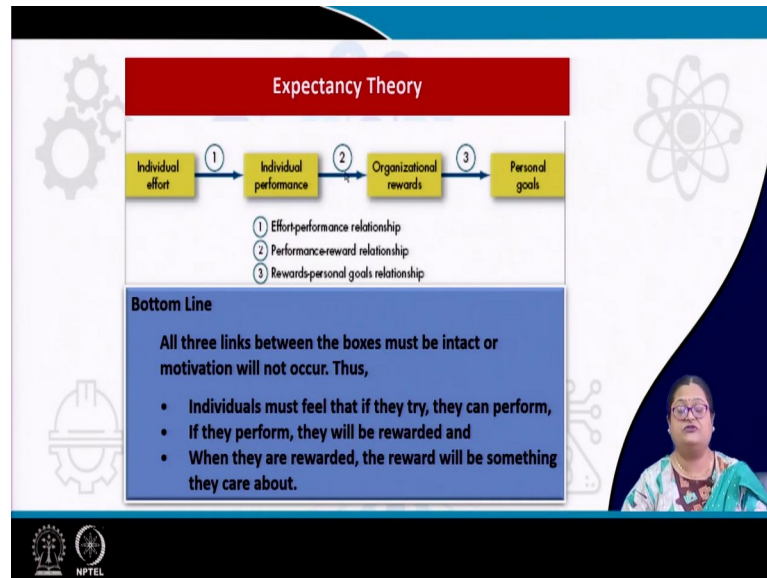 Expectancy Theory
Individual effort
1
Individual performance
2
Organizational rewards
3
Personal goals
1 Effort-performance relationship
2 Performance-reward relationship
3 Rewards-personal goals relationship
Bottom Line
All three links between the boxes must be intact or
motivation will not occur. Thus,
• Individuals must feel that if they try, they can perform,
• If they perform, they will be rewarded and
• When they are rewarded, the reward will be something
they care about.
NPTEL